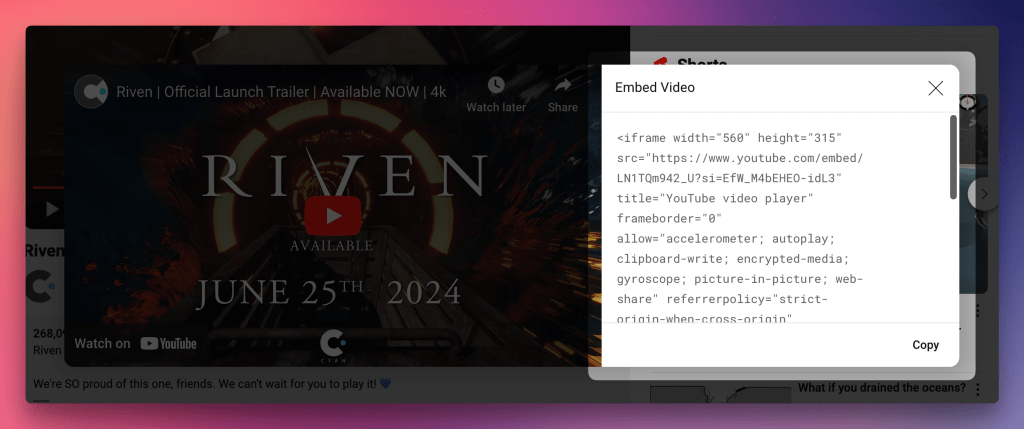 Shorts
Riven | Official Launch Trailer | Available NOW | 4k
Watch later
Share
RIVEN
AVAILABLE
JUNE 25TH 2024
CYAN
Watch on YouTube
Riven
268,09
Riven
We're SO proud of this one, friends. We can't wait for you to play it! 💙
Embed Video
<iframe width="560" height="315"
src="https://www.youtube.com/embed/
LN1TQm942_U?si=EfW_M4bEHEO-idL3"
title="YouTube video player"
frameborder="0"
allow="accelerometer; autoplay;
clipboard-write; encrypted-media;
gyroscope; picture-in-picture; web-
share" referrerpolicy="strict-
origin-when-cross-origin"
Copy
What if you drained the oceans?